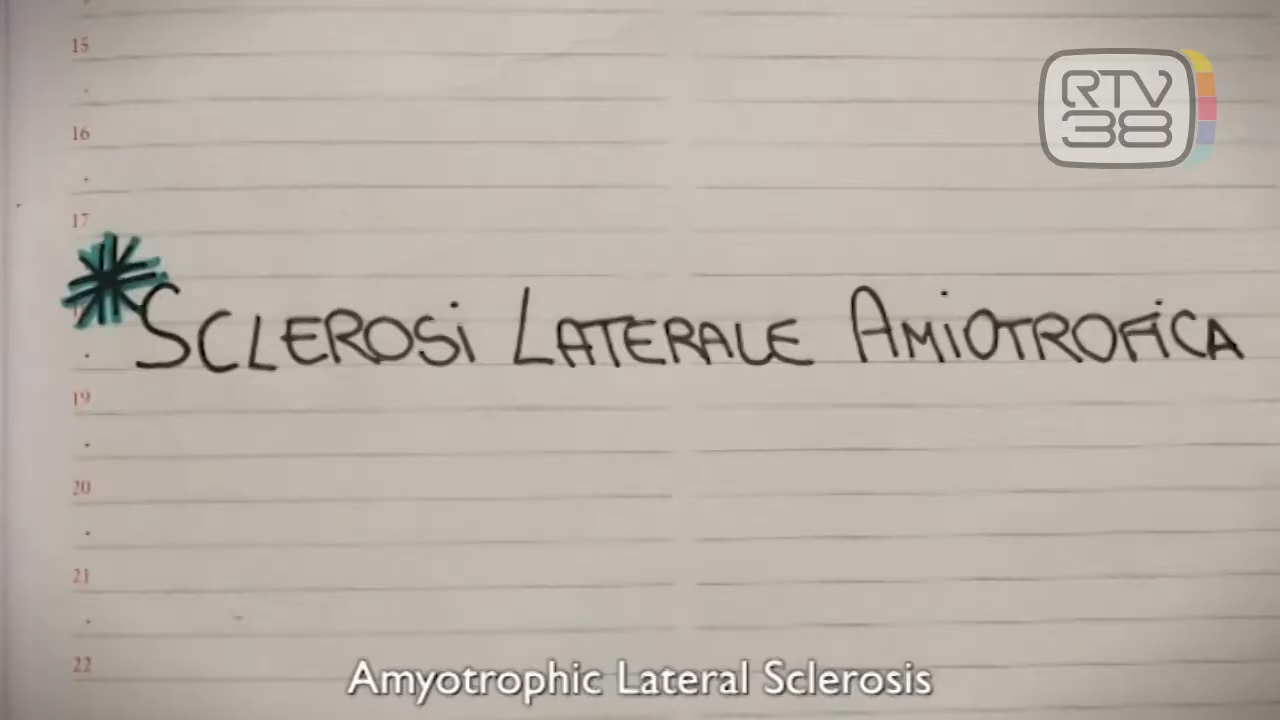 RTV
38
15
16
17
SCLEROSi LATERALE AMiOTROFiCA
19
20
21
22
Amyotrophic Lateral Sclerosis